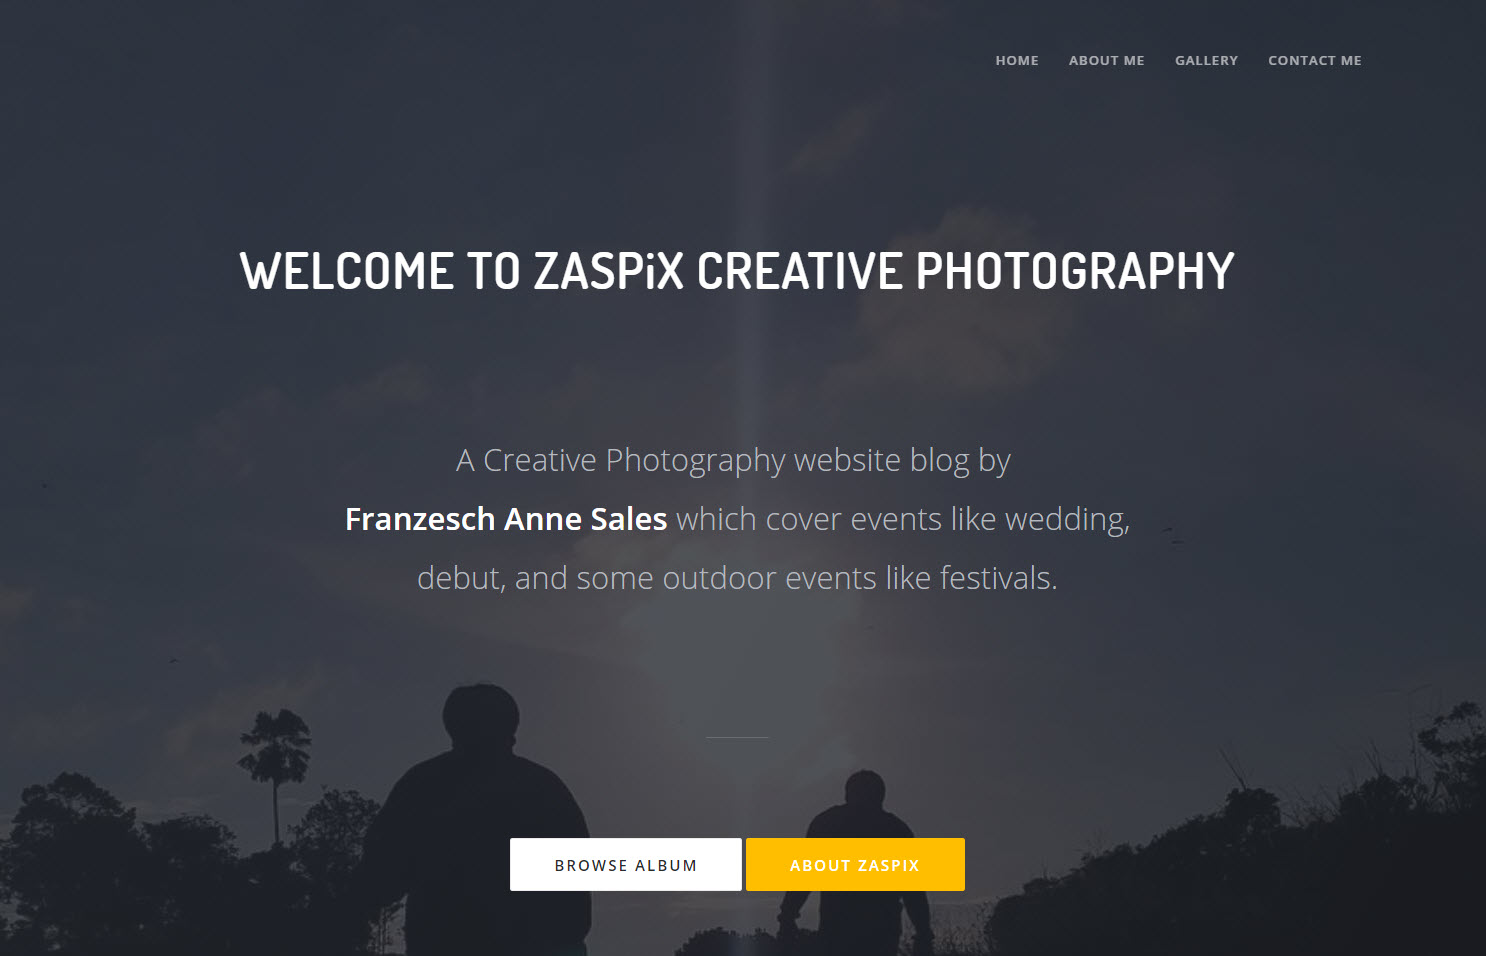 HOME ABOUT ME GALLERY CONTACT ME
WELCOME TO ZASPiX CREATIVE PHOTOGRAPHY
A Creative Photography website blog by
Franzesch Anne Sales which cover events like wedding,
debut, and some outdoor events like festivals.
BROWSE ALBUM ABOUT ZASPIX